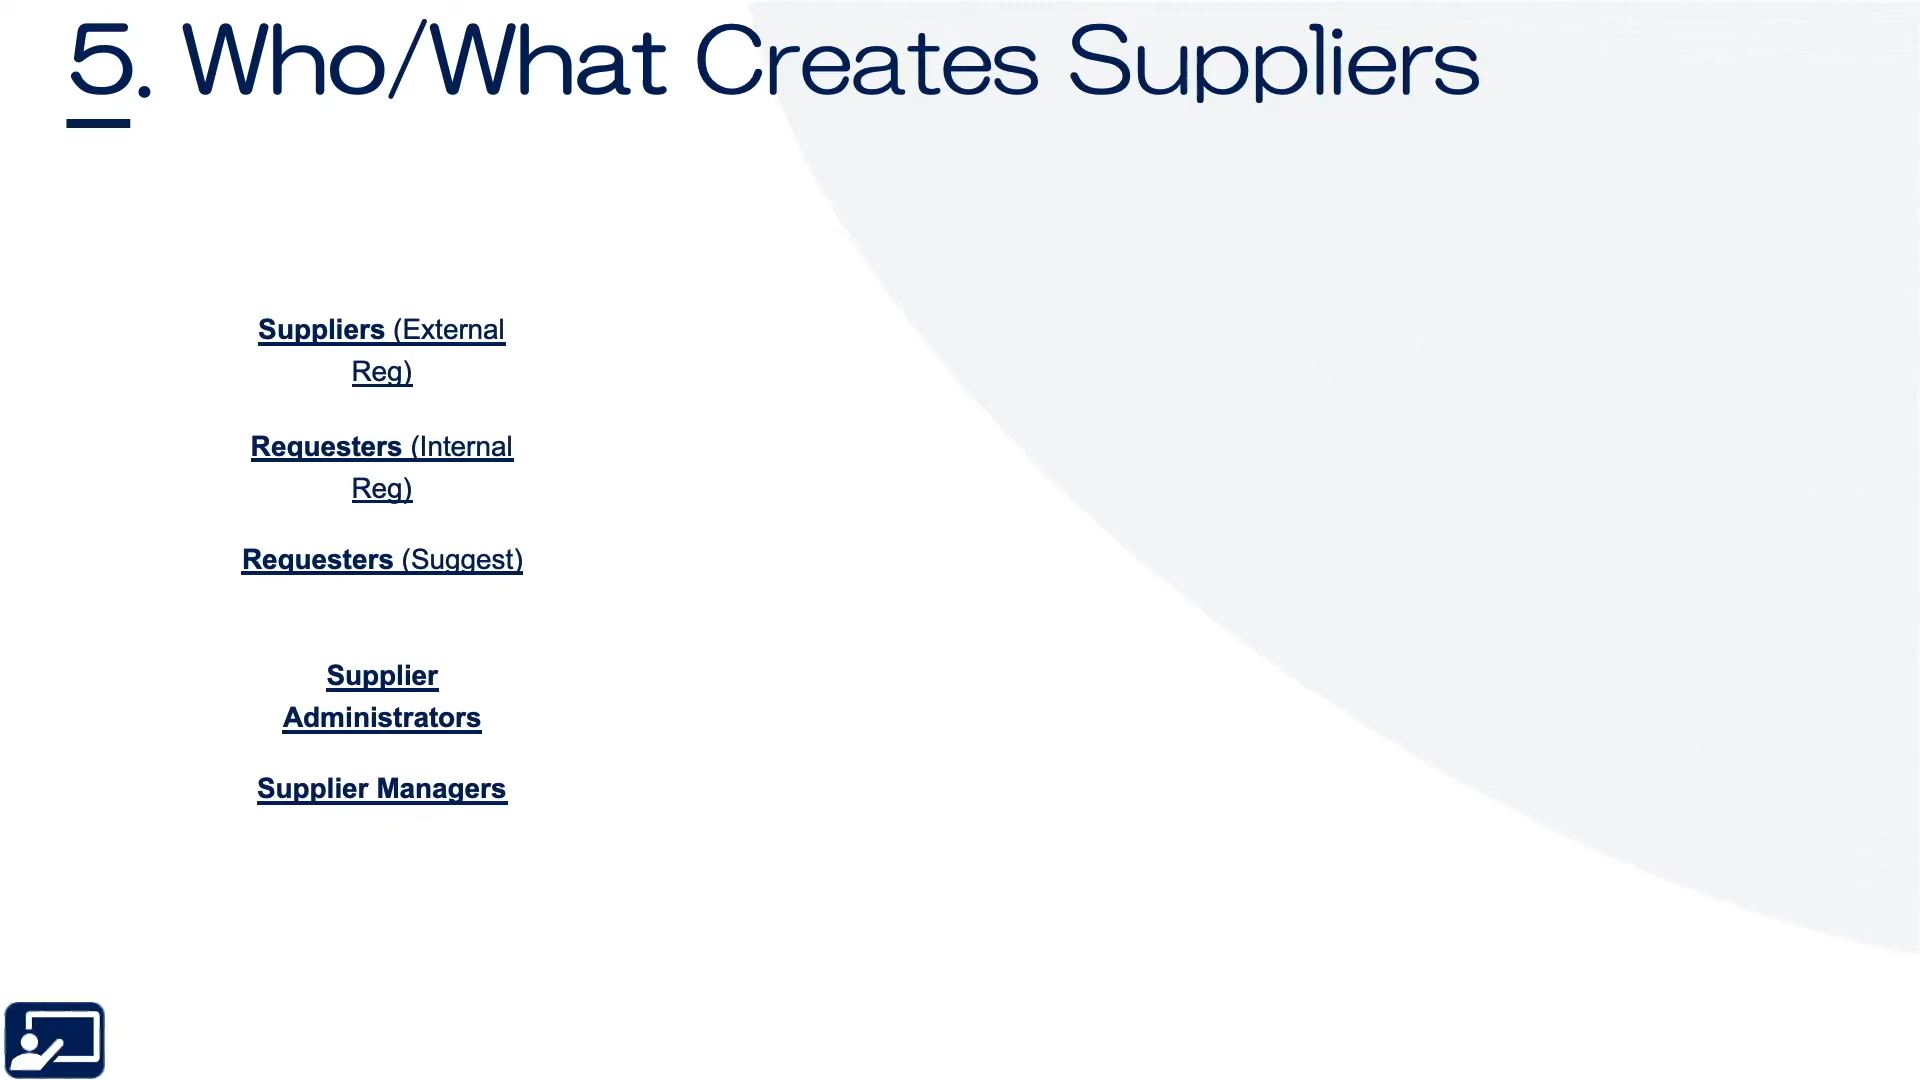 5. Who/What Creates Suppliers
Suppliers (External
Reg)
Requesters (Internal
Reg)
Requesters (Suggest)
Supplier
Administrators
Supplier Managers